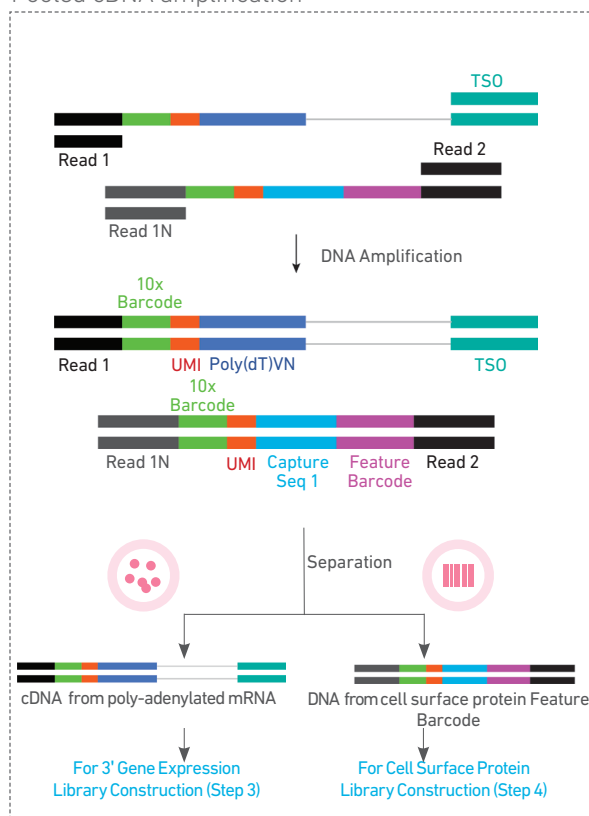 Pooled cDNA amplification
TSO
Read 1
Read 2
Read 1N
DNA Amplification
10x
Barcode
Read 1
UMI
Poly(dT)VN
TSO
10x
Barcode
Read 1N
UMI
Capture
Seq 1
Feature
Barcode
Read 2
Separation
cDNA from poly-adenylated mRNA
DNA from cell surface protein Feature
Barcode
For 3' Gene Expression
Library Construction (Step 3)
For Cell Surface Protein
Library Construction (Step 4)